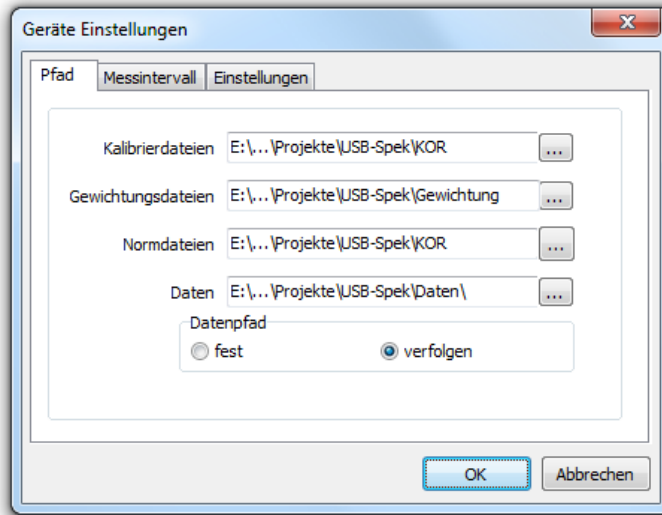 Geräte Einstellungen
x
Pfad Messintervall Einstellungen
Kalibrierdateien E:\...\Projekte\USB-Spek\KOR ...
Gewichtungsdateien E:\...\Projekte\USB-Spek\Gewichtung ...
Normdateien E:\...\Projekte\USB-Spek\KOR ...
Daten E:\...\Projekte\USB-Spek\Daten\ ...
Datenpfad
fest verfolgen
OK Abbrechen